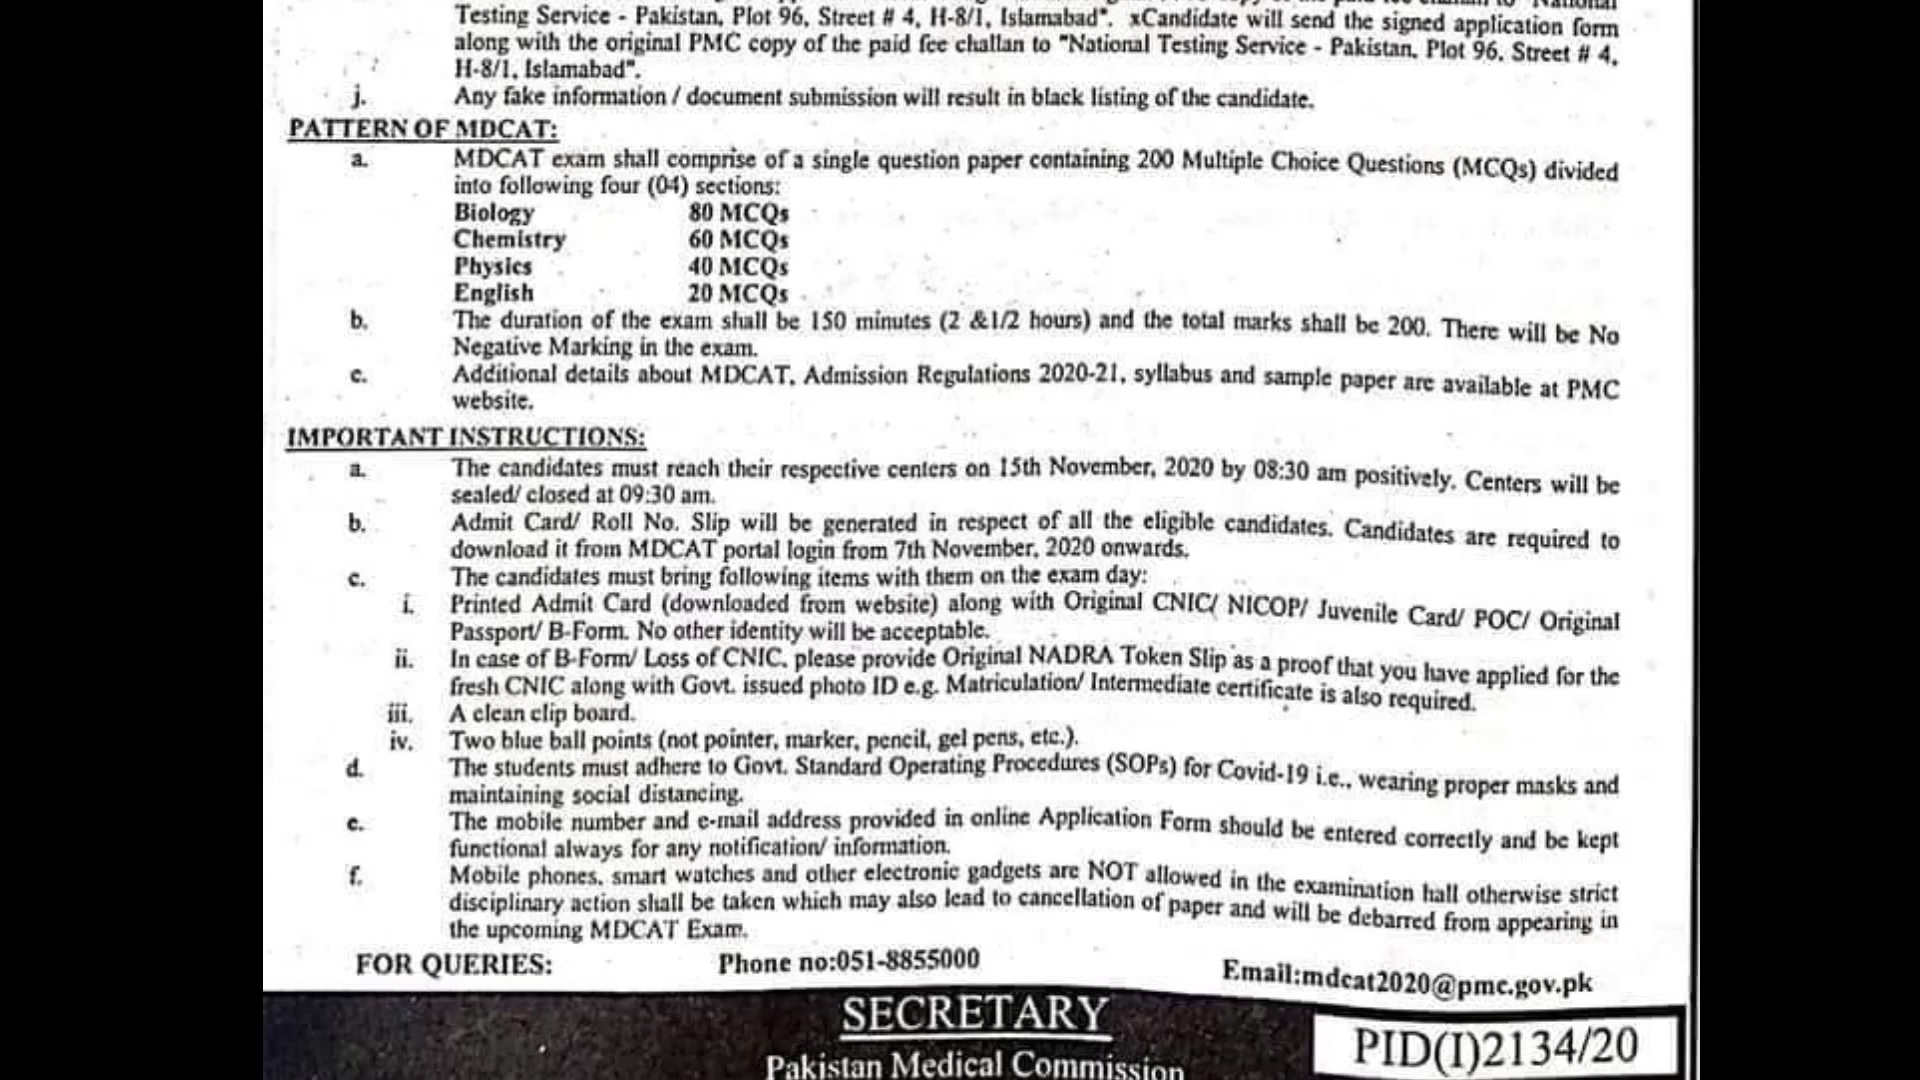 Testing Service - Pakistan, Plot 96, Street # 4, H-8/1, Islamabad". xCandidate will send the signed application form
along with the original PMC copy of the paid fee challan to "National Testing Service - Pakistan, Plot 96, Street # 4,
H-8/1, Islamabad".
j. Any fake information / document submission will result in black listing of the candidate.
PATTERN OF MDCAT:
a. MDCAT exam shall comprise of a single question paper containing 200 Multiple Choice Questions (MCQs) divided
into following four (04) sections:
Biology 80 MCQs
Chemistry 60 MCQs
Physics 40 MCQs
English 20 MCQs
b. The duration of the exam shall be 150 minutes (2 &1/2 hours) and the total marks shall be 200. There will be No
Negative Marking in the exam.
c. Additional details about MDCAT, Admission Regulations 2020-21, syllabus and sample paper are available at PMC
website.
IMPORTANT INSTRUCTIONS:
a. The candidates must reach their respective centers on 15th November, 2020 by 08:30 am positively. Centers will be
sealed/ closed at 09:30 am.
b. Admit Card/ Roll No. Slip will be generated in respect of all the eligible candidates. Candidates are required to
download it from MDCAT portal login from 7th November, 2020 onwards.
c. The candidates must bring following items with them on the exam day:
i. Printed Admit Card (downloaded from website) along with Original CNIC/ NICOP/ Juvenile Card/ POC/ Original
Passport/ B-Form. No other identity will be acceptable.
ii. In case of B-Form/ Loss of CNIC, please provide Original NADRA Token Slip as a proof that you have applied for the
fresh CNIC along with Govt. issued photo ID e.g. Matriculation/ Intermediate certificate is also required.
iii. A clean clip board.
iv. Two blue ball points (not pointer, marker, pencil, gel pens, etc.).
d. The students must adhere to Govt. Standard Operating Procedures (SOPs) for Covid-19 i.e., wearing proper masks and
maintaining social distancing.
e. The mobile number and e-mail address provided in online Application Form should be entered correctly and be kept
functional always for any notification/ information.
f. Mobile phones, smart watches and other electronic gadgets are NOT allowed in the examination hall otherwise strict
disciplinary action shall be taken which may also lead to cancellation of paper and will be debarred from appearing in
the upcoming MDCAT Exam.
FOR QUERIES: Phone no:051-8855000 Email:mdcat2020@pmc.gov.pk
SECRETARY
Pakistan Medical Commission
PID(I)2134/20